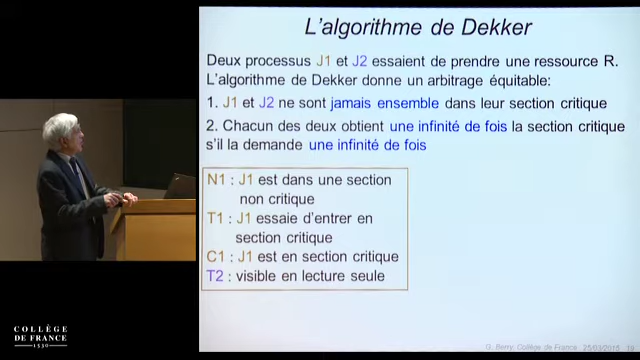 L'algorithme de Dekker
Deux processus J1 et J2 essaient de prendre une ressource R.
L'algorithme de Dekker donne un arbitrage équitable:
1. J1 et J2 ne sont jamais ensemble dans leur section critique
2. Chacun des deux obtient une infinité de fois la section critique
s'il la demande une infinité de fois
N1 : J1 est dans une section
non critique
T1 : J1 essaie d'entrer en
section critique
C1 : J1 est en section critique
T2 : visible en lecture seule
COLLÈGE
DE FRANCE
1530
G. Berry, Collège de France 25/03/2015 19